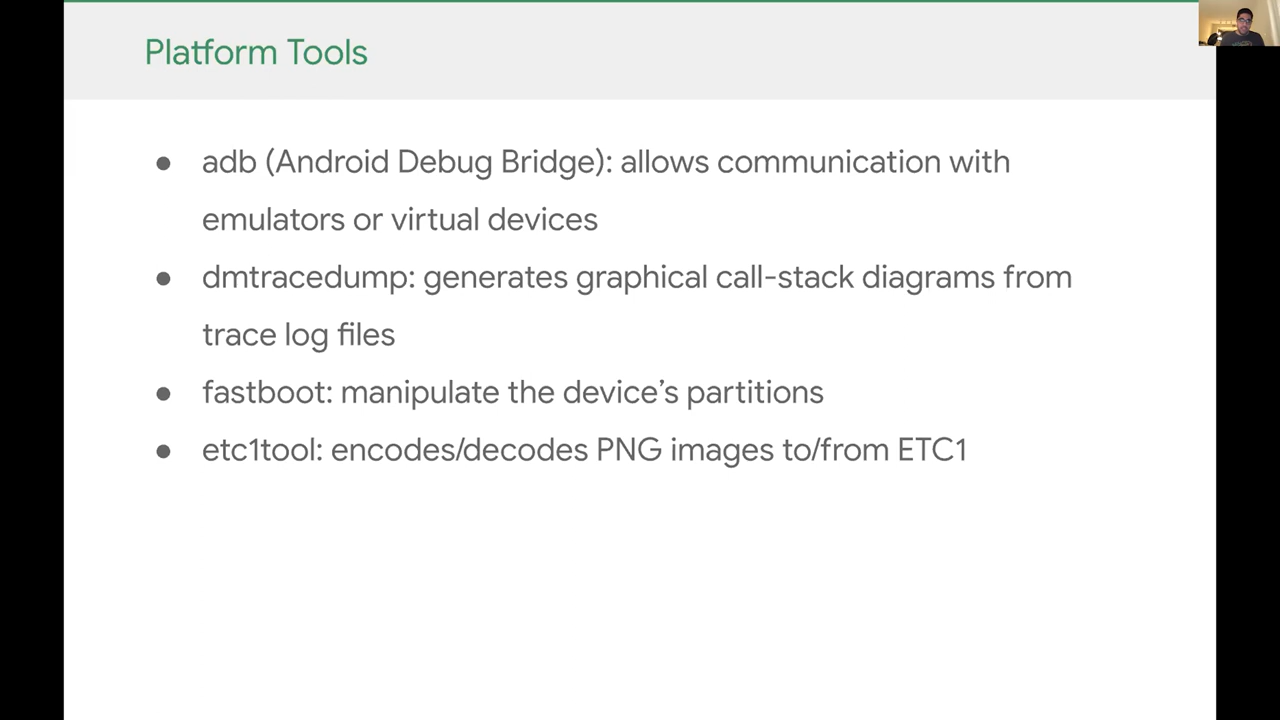 Platform Tools
● adb (Android Debug Bridge): allows communication with
emulators or virtual devices
● dmtracedump: generates graphical call-stack diagrams from
trace log files
● fastboot: manipulate the device’s partitions
● etc1tool: encodes/decodes PNG images to/from ETC1